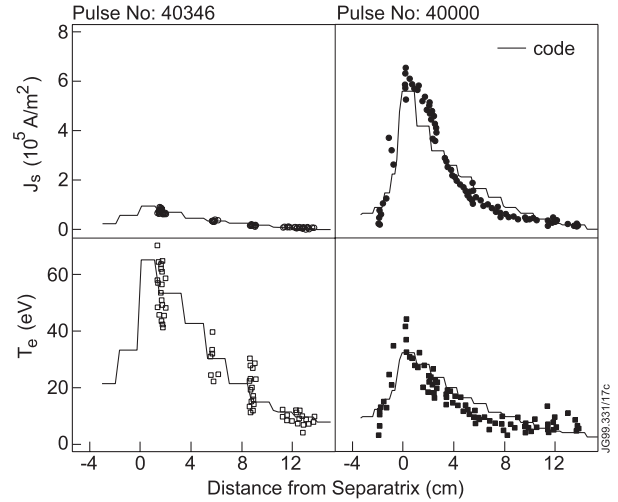 Pulse No: 40346
Pulse No: 40000
8
6
4
2
0
Js (10^5 A/m^2)
code
60
40
20
0
Te (eV)
-4 0 4 8 12
-4 0 4 8 12
Distance from Separatrix (cm)
JG99.331/17c